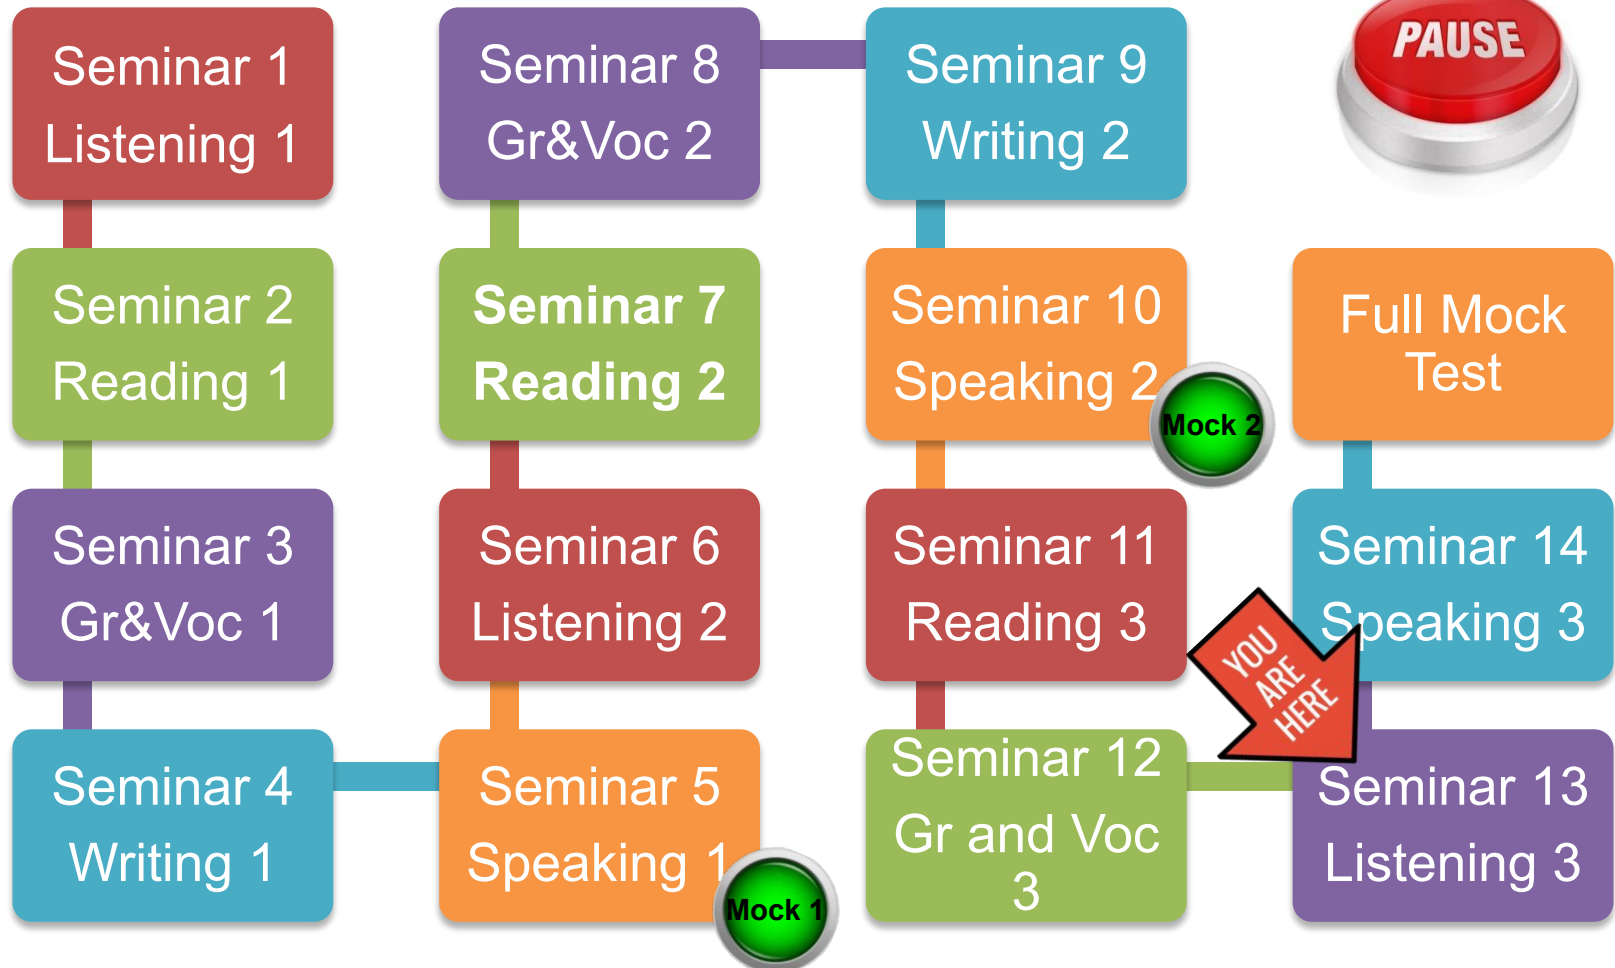 Seminar 1
Listening 1
Seminar 2
Reading 1
Seminar 3
Gr&Voc 1
Seminar 4
Writing 1
Seminar 5
Speaking 1
Mock 1
Seminar 6
Listening 2
Seminar 7
Reading 2
Seminar 8
Gr&Voc 2
Seminar 9
Writing 2
Seminar 10
Speaking 2
Mock 2
Seminar 11
Reading 3
Seminar 12
Gr and Voc
3
YOU
ARE
HERE
Seminar 13
Listening 3
Seminar 14
Speaking 3
Full Mock
Test
PAUSE